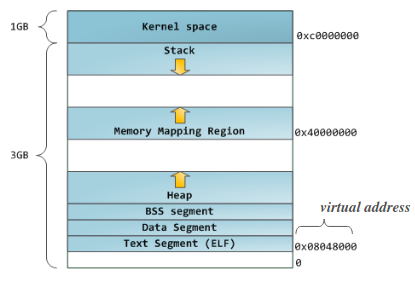 1GB
Kernel space
0xc0000000
Stack
Memory Mapping Region
0x40000000
3GB
Heap
virtual address
BSS segment
Data Segment
Text Segment (ELF)
0x08048000
0